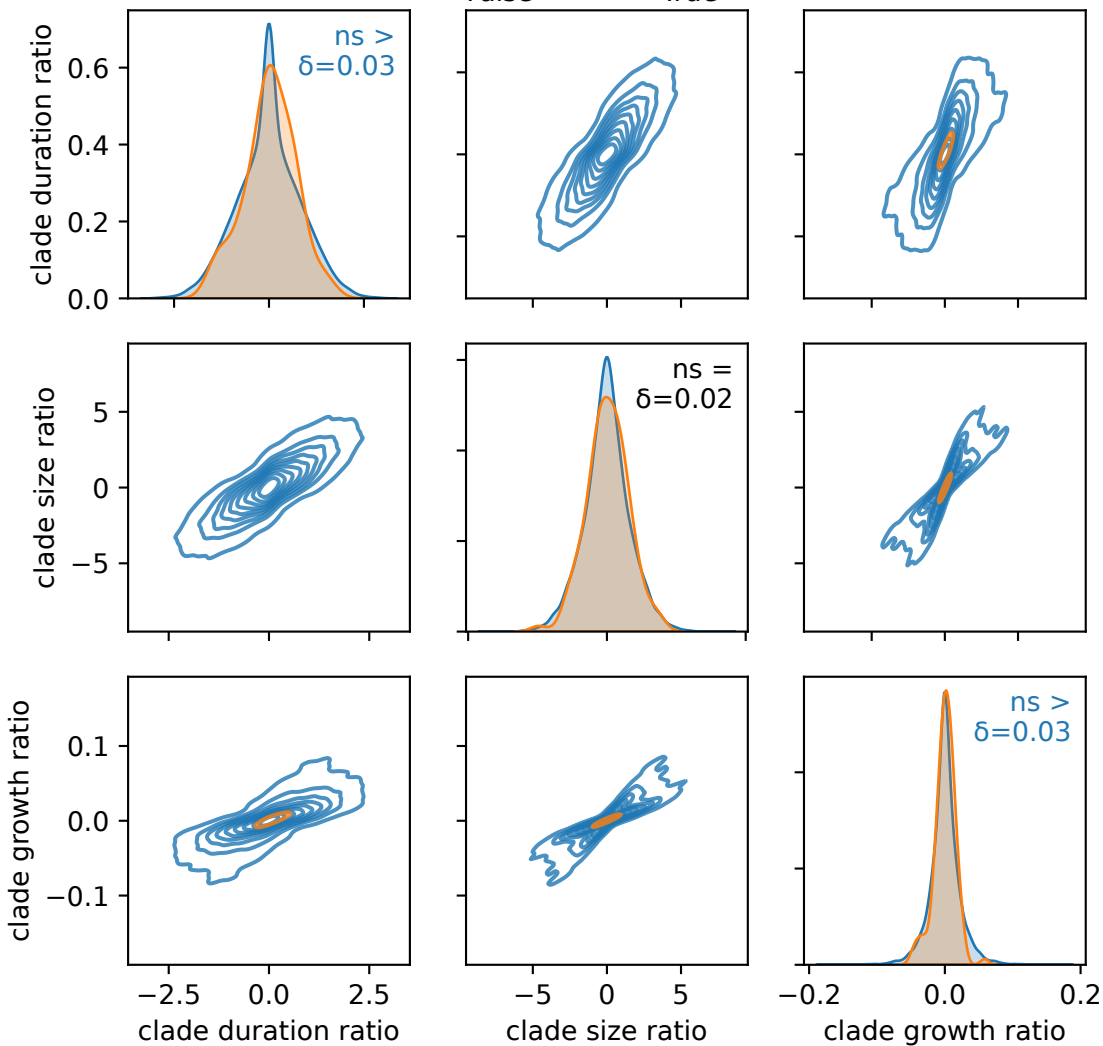 clade duration ratio
0.6
0.4
0.2
0.0
ns >
δ=0.03
−5
0
5
clade size ratio
5
0
−5
ns =
δ=0.02
clade growth ratio
0.1
0.0
−0.1
ns >
δ=0.03
−2.5
0.0
2.5
−5
0
5
−0.2
0.0
0.2
clade duration ratio
clade size ratio
clade growth ratio